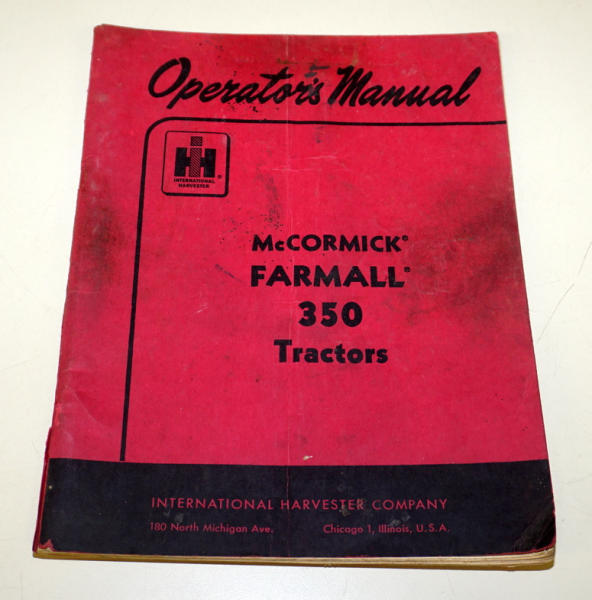 Operator's Manual
IH
INTERNATIONAL
HARVESTER
®
McCORMICK®
FARMALL®
350
Tractors
INTERNATIONAL HARVESTER COMPANY
180 North Michigan Ave. Chicago 1, Illinois, U.S.A.